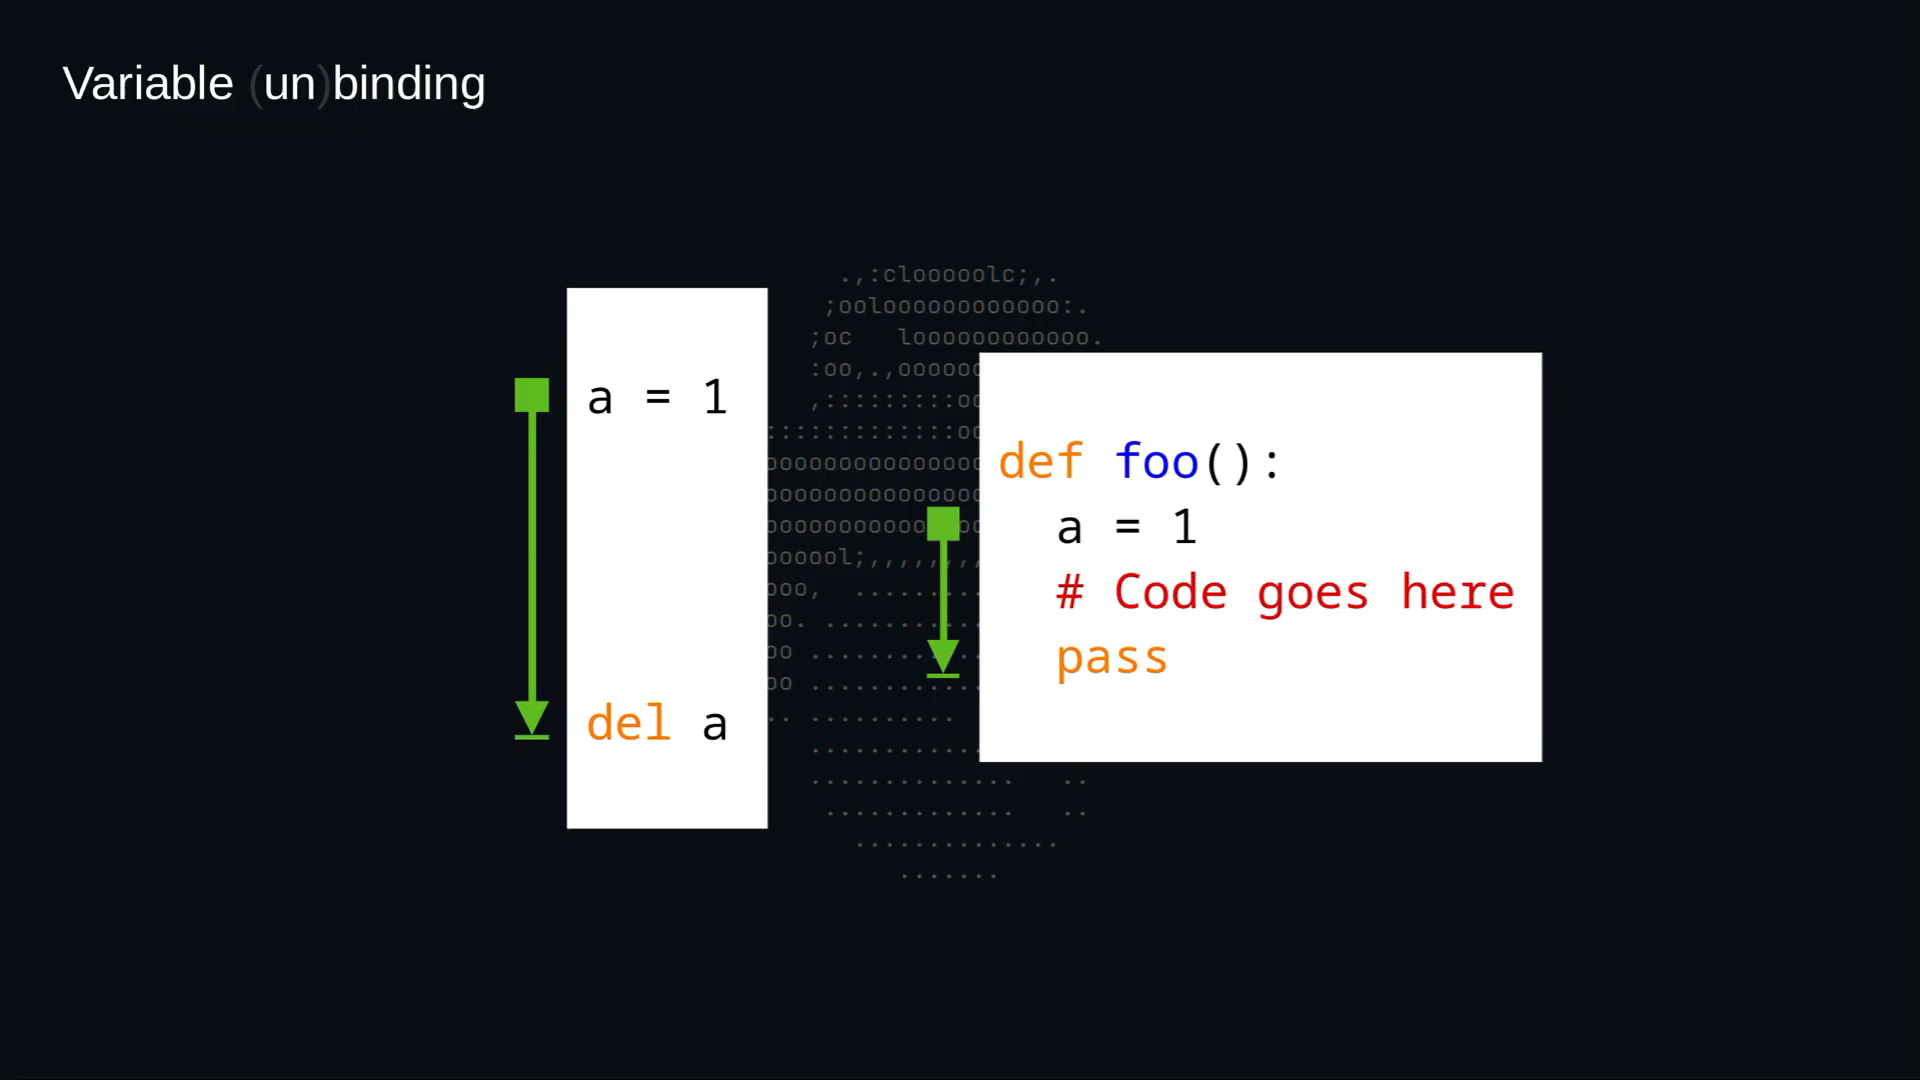 Variable (un)binding
a = 1
del a
def foo():
  a = 1
  # Code goes here
  pass